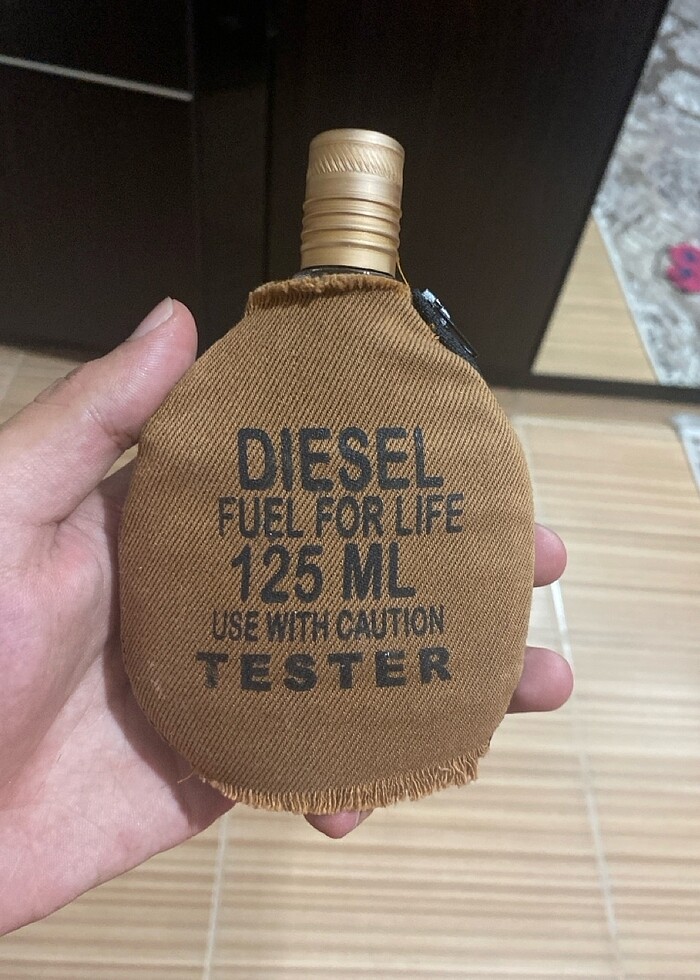 DIESEL
FUEL FOR LIFE
125 ML
USE WITH CAUTION
TESTER